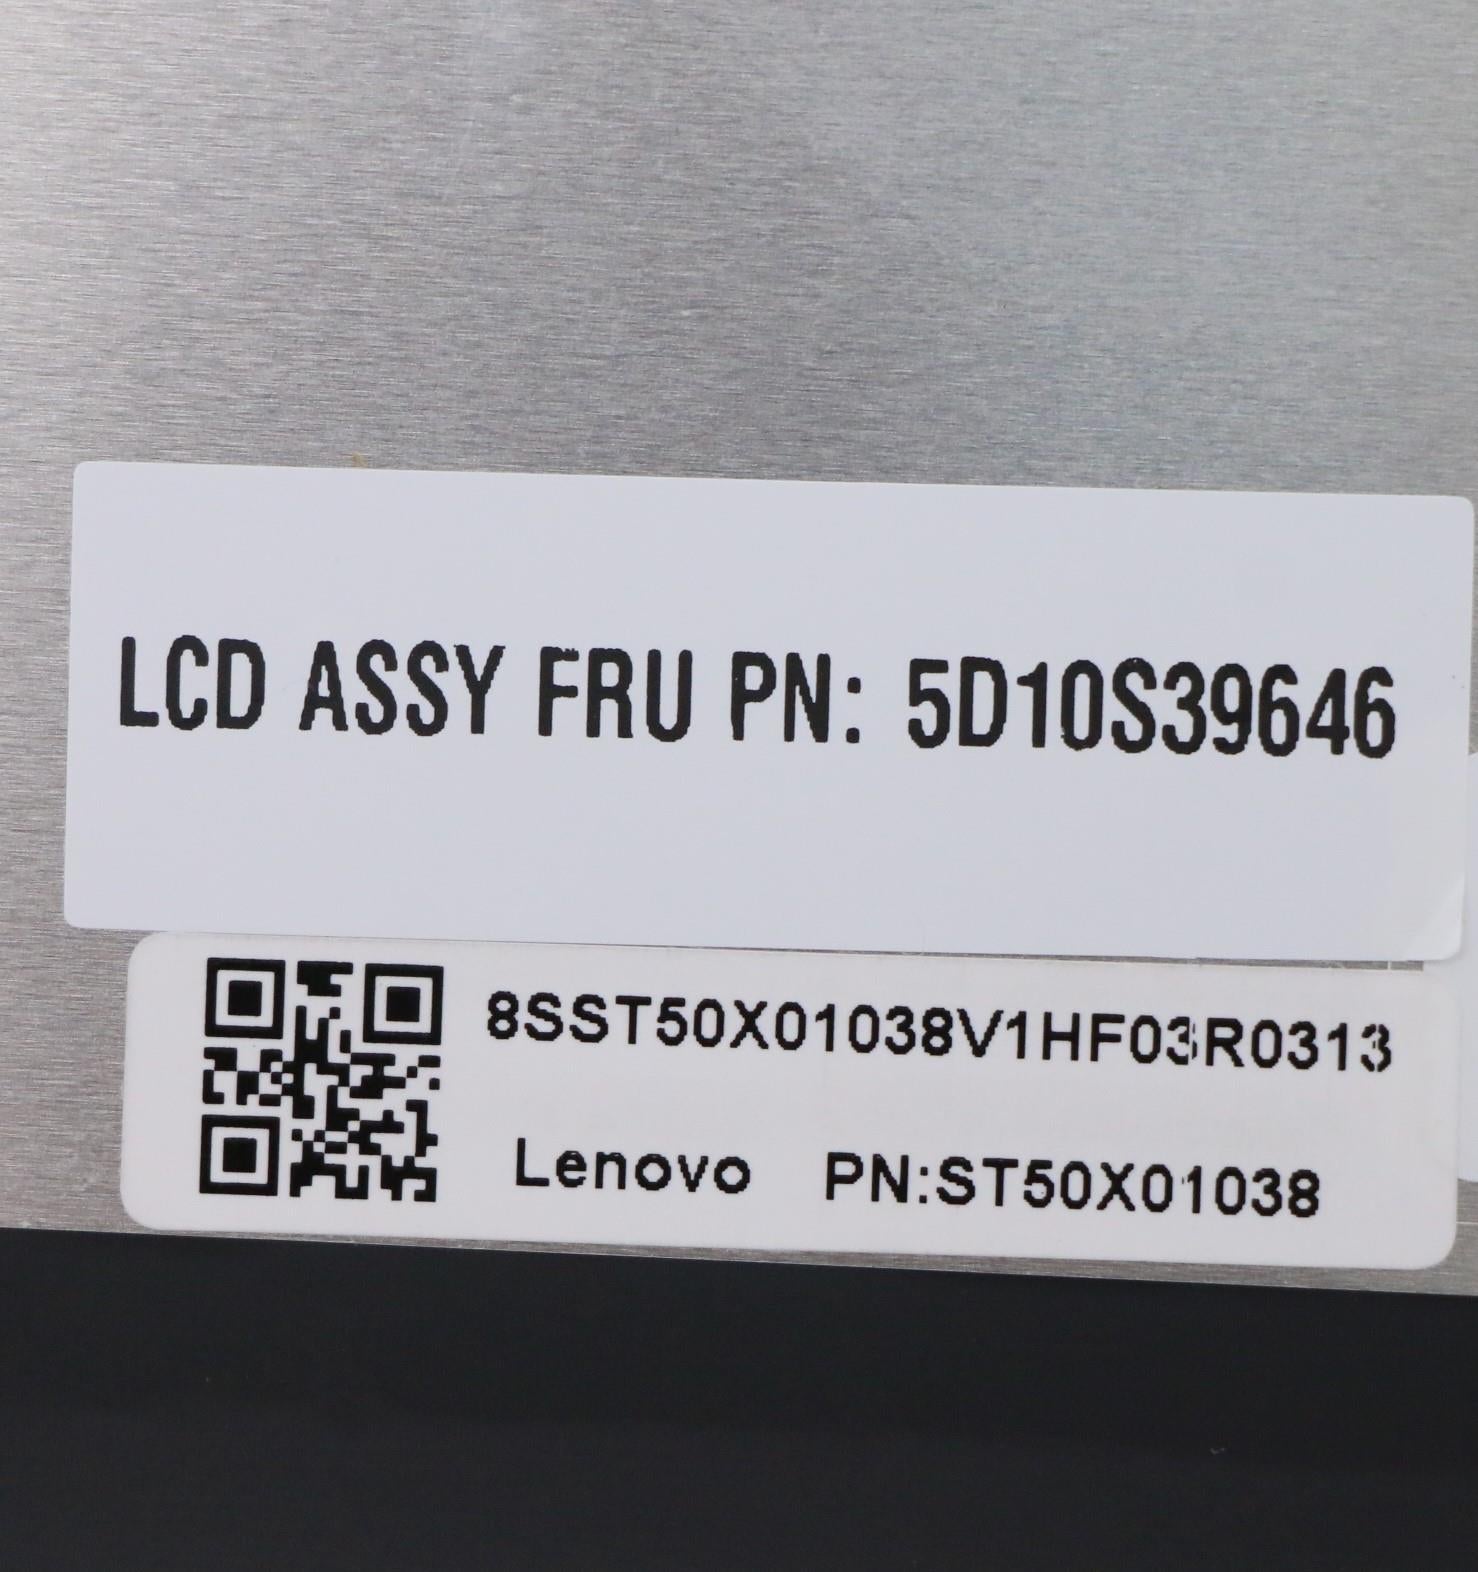 LCD ASSY FRU PN: 5D10S39646
8SST50X01038V1HF03R0313
Lenovo PN:ST50X01038